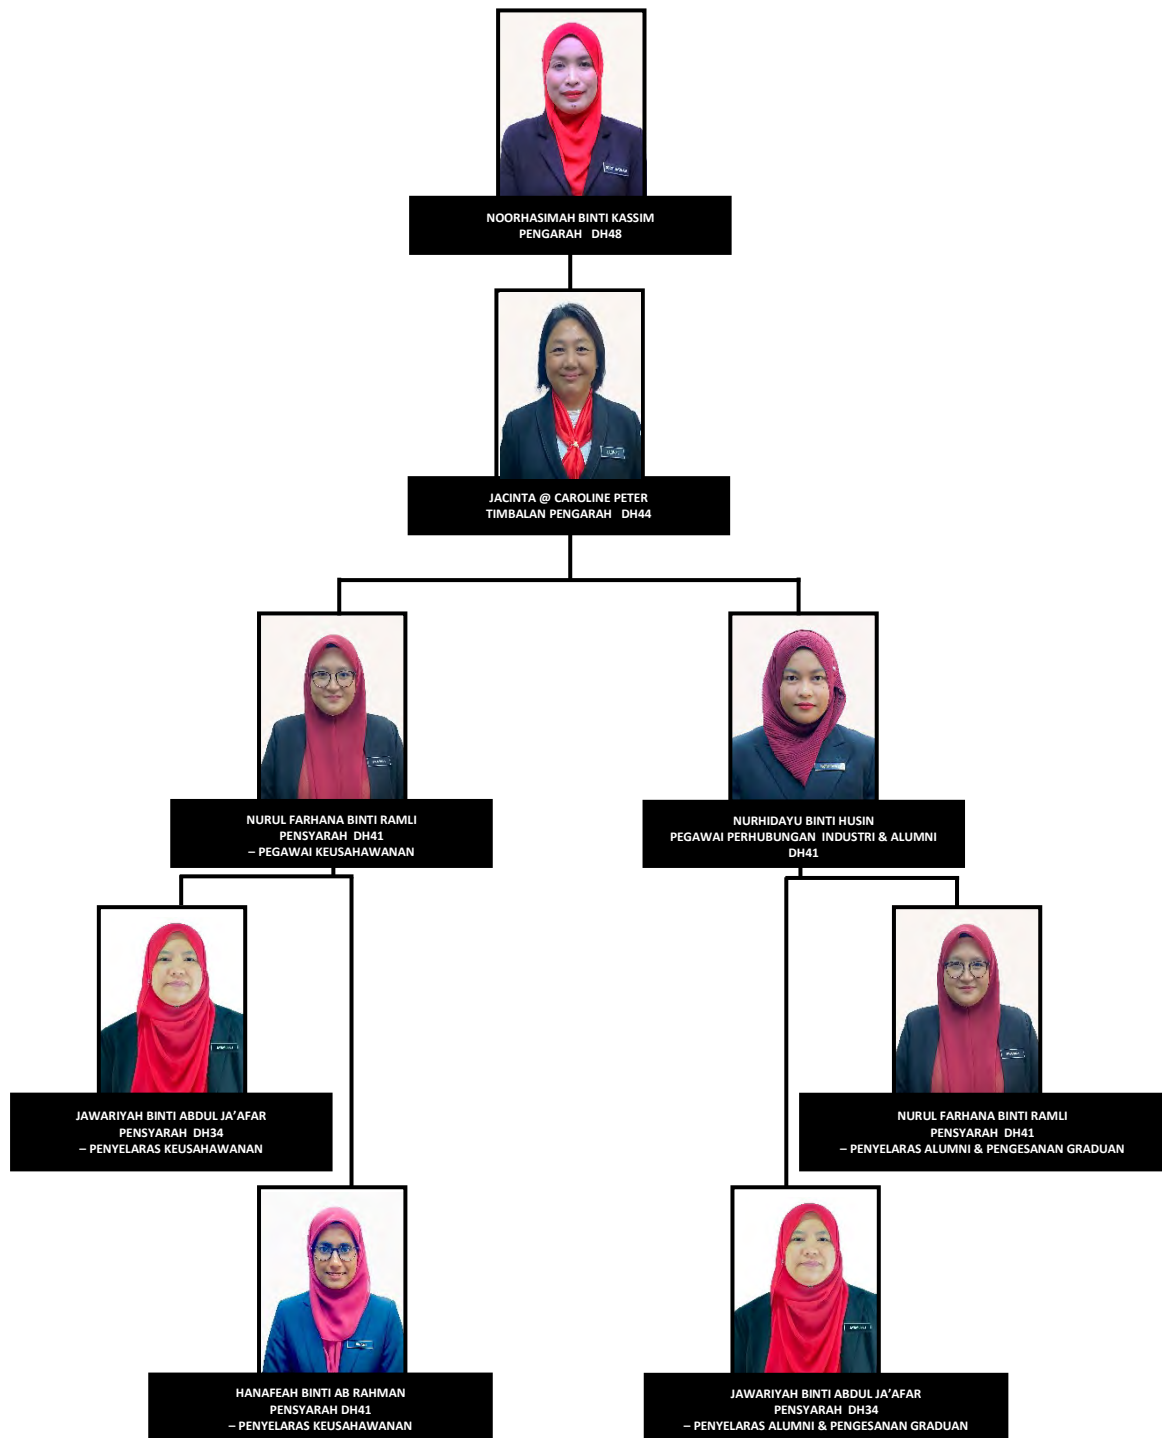 NOORHASIMAH BINTI KASSIM
PENGARAH DH48
JACINTA @ CAROLINE PETER
TIMBALAN PENGARAH DH44
NURUL FARHANA BINTI RAMLI
PENSYARAH DH41
– PEGAWAI KEUSAHAWANAN
NURHIDAYU BINTI HUSIN
PEGAWAI PERHUBUNGAN INDUSTRI & ALUMNI
DH41
JAWARIYAH BINTI ABDUL JA’AFAR
PENSYARAH DH34
– PENYELARAS KEUSAHAWANAN
NURUL FARHANA BINTI RAMLI
PENSYARAH DH41
– PENYELARAS ALUMNI & PENGESANAN GRADUAN
HANAFEAH BINTI AB RAHMAN
PENSYARAH DH41
– PENYELARAS KEUSAHAWANAN
JAWARIYAH BINTI ABDUL JA’AFAR
PENSYARAH DH34
– PENYELARAS ALUMNI & PENGESANAN GRADUAN